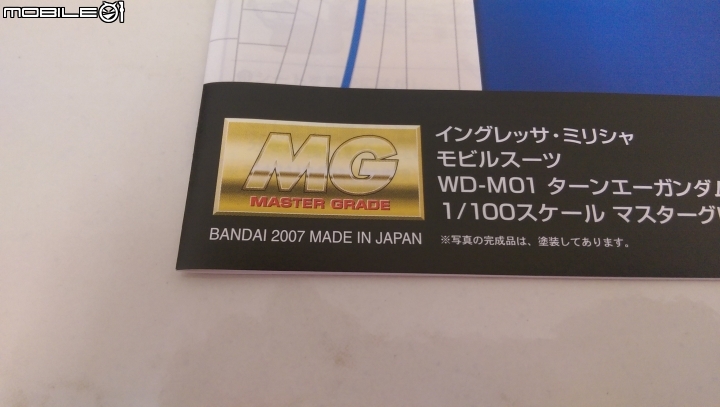 MOBILE01
MG
MASTER GRADE
BANDAI 2007 MADE IN JAPAN
イングレッサ・ミリシャ
モビルスーツ
WD-M01 ターンエーガンダ
1/100スケール マスターグ
※写真の完成品は、塗装してあります。